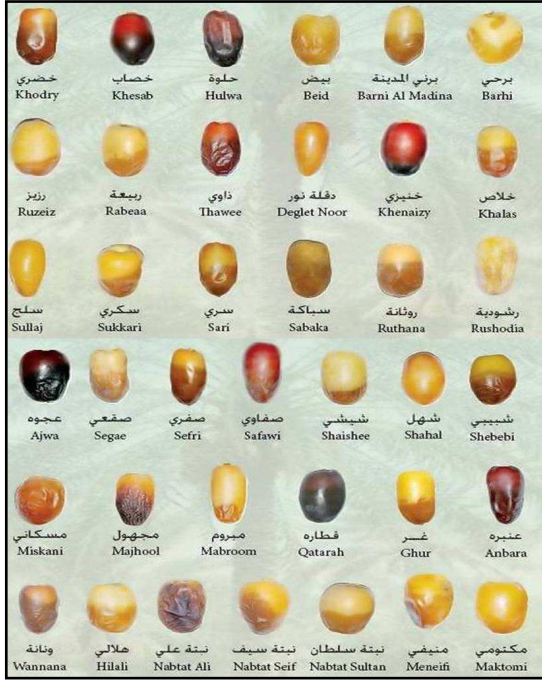 خضري
Khodry
خصاب
Khesab
حلوة
Hulwa
بيض
Beid
برني المدينة
Barni Al Madina
برحي
Barhi
رزيز
Ruzeiz
ربيعة
Rabeaa
ذاوي
Thawee
دقلة نور
Deglet Noor
خنيزي
Khenaizy
خلاص
Khalas
سلج
Sullaj
سكري
Sukkari
سري
Sari
سباكة
Sabaka
روثانة
Ruthana
رشودية
Rushodia
عجوه
Ajwa
صقعي
Segae
صفري
Sefri
صفاوي
Safawi
شيشي
Shaishee
شهل
Shahal
شبيبي
Shebebi
مسكاني
Miskani
مجهول
Majhool
مبروم
Mabroom
قطاره
Qatarah
غــر
Ghur
عنبره
Anbara
ونانة
Wannana
هلالي
Hilali
نبتة علي
Nabtat Ali
نبتة سيف
Nabtat Seif
نبتة سلطان
Nabtat Sultan
منيفي
Meneifi
مكتومي
Maktomi